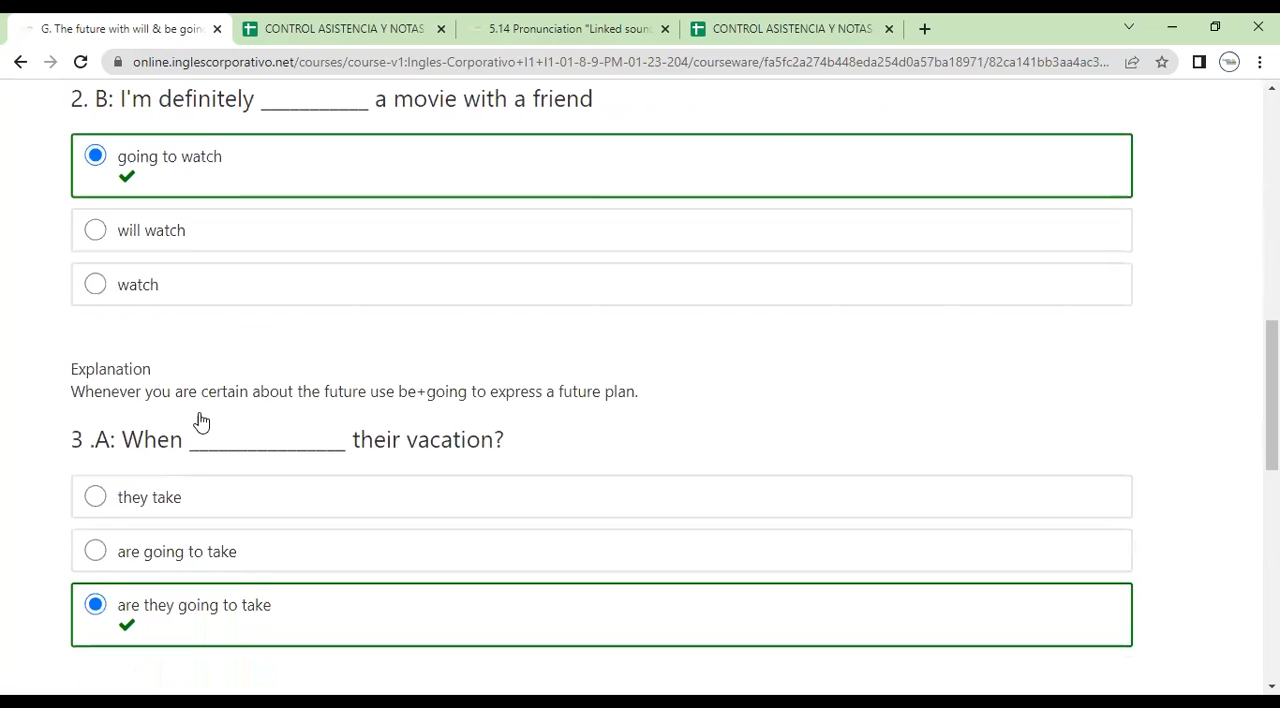 G. The future with will & be goin
CONTROL ASISTENCIA Y NOTAS
5.14 Pronunciation "Linked soun
CONTROL ASISTENCIA Y NOTAS
online.inglescorporativo.net/courses/course-v1:Ingles-Corporativo+I1+I1-01-8-9-PM-01-23-204/courseware/fa5fc2a274b448eda254d0a57ba18971/82ca141bb3aa4ac3...
2. B: I'm definitely ___________ a movie with a friend
going to watch
will watch
watch
Explanation
Whenever you are certain about the future use be+going to express a future plan.
3 .A: When ________________ their vacation?
they take
are going to take
are they going to take